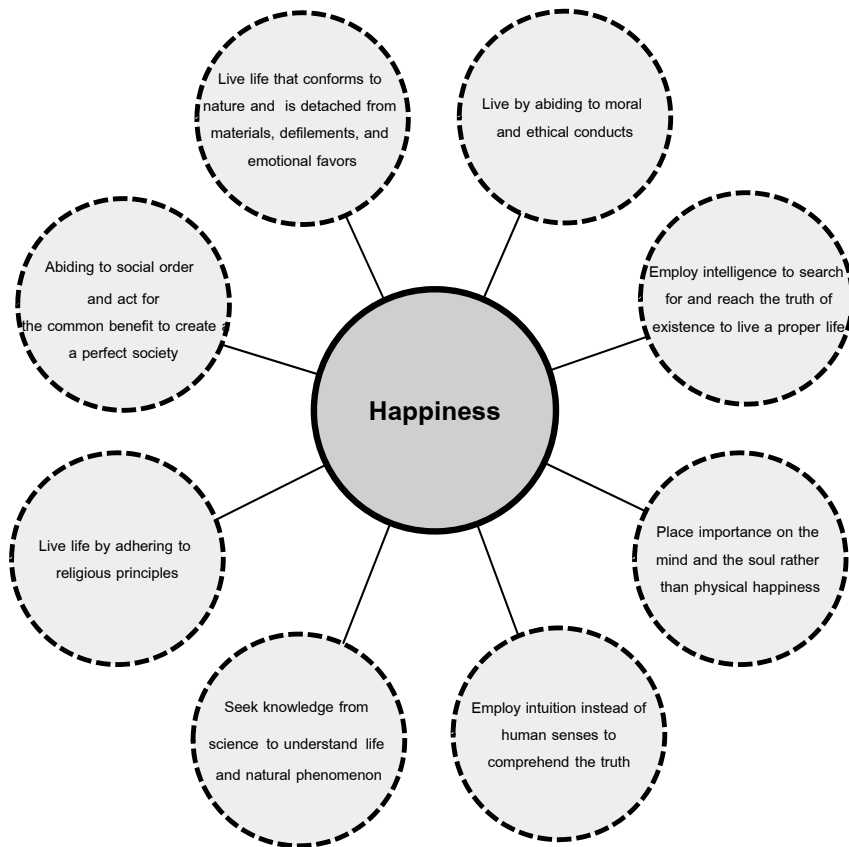 Live life that conforms to
nature and is detached from
materials, defilements, and
emotional favors
Live by abiding to moral
and ethical conducts
Abiding to social order
and act for
the common benefit to create a
a perfect society
Employ intelligence to search
for and reach the truth of
existence to live a proper life
Happiness
Live life by adhering to
religious principles
Place importance on the
mind and the soul rather
than physical happiness
Seek knowledge from
science to understand life
and natural phenomenon
Employ intuition instead of
human senses to
comprehend the truth